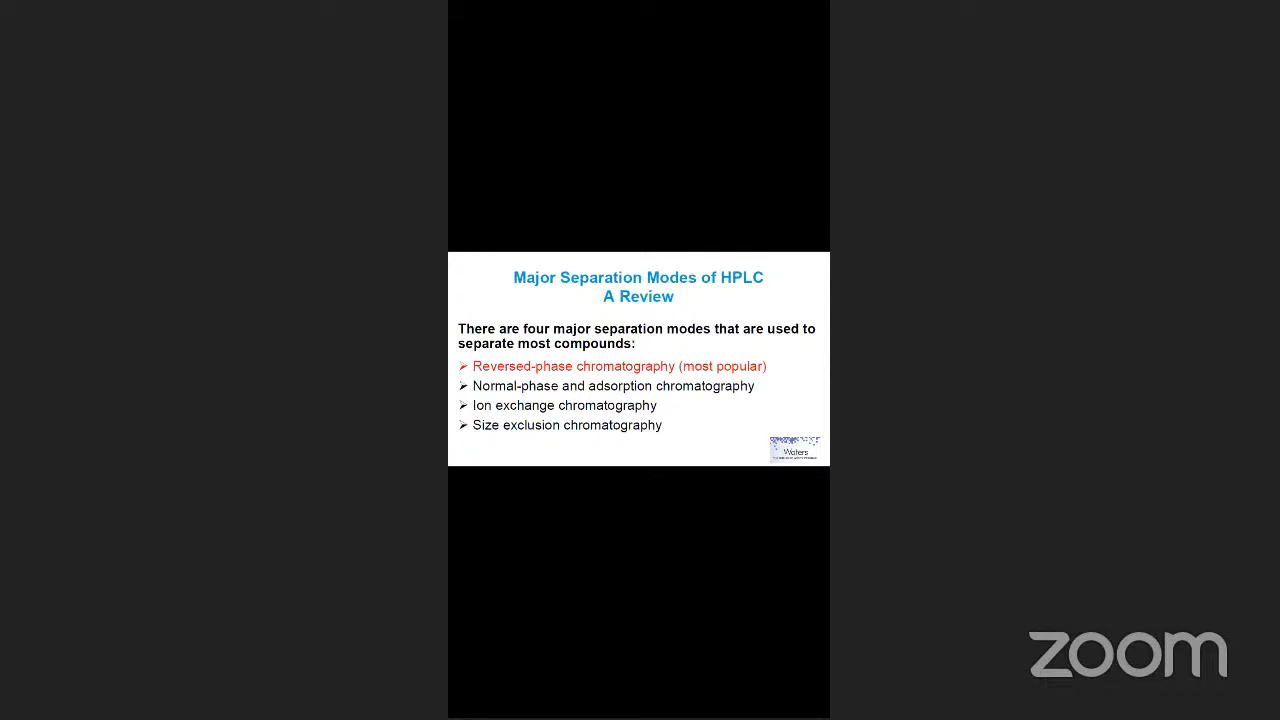 Major Separation Modes of HPLC
A Review
There are four major separation modes that are used to
separate most compounds:
➢ Reversed-phase chromatography (most popular)
➢ Normal-phase and adsorption chromatography
➢ Ion exchange chromatography
➢ Size exclusion chromatography
Waters
zoom